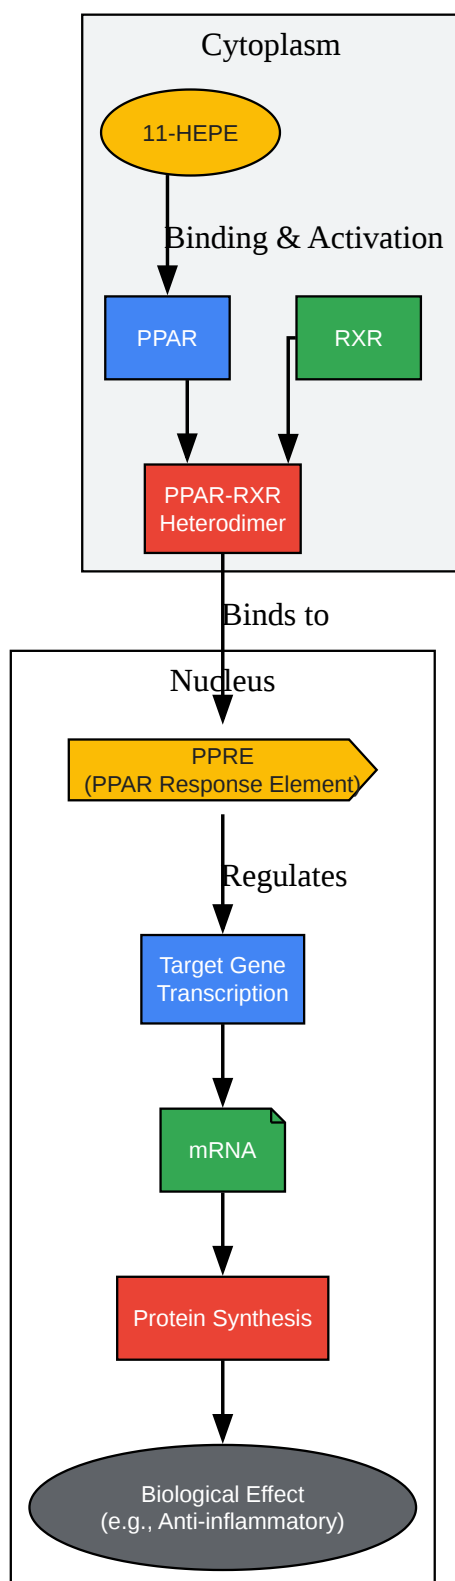 Cytoplasm
11-HEPE
Binding & Activation
PPAR
RXR
PPAR-RXR
Heterodimer
Binds to
Nucleus
PPRE
(PPAR Response Element)
Regulates
Target Gene
Transcription
mRNA
Protein Synthesis
Biological Effect
(e.g., Anti-inflammatory)